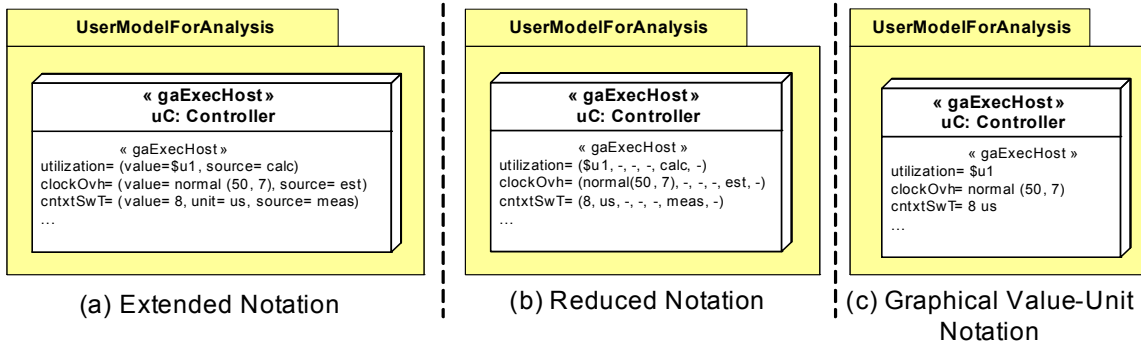 UserModelForAnalysis
« gaExecHost »
uC: Controller
« gaExecHost »
utilization= (value=$u1, source= calc)
clockOvh= (value= normal (50, 7), source= est)
cntxtSwT= (value= 8, unit= us, source= meas)
...
(a) Extended Notation
UserModelForAnalysis
« gaExecHost »
uC: Controller
« gaExecHost »
utilization= ($u1, -, -, -, calc, -)
clockOvh= (normal(50, 7), -, -, -, est, -)
cntxtSwT= (8, us, -, -, -, meas, -)
...
(b) Reduced Notation
UserModelForAnalysis
« gaExecHost »
uC: Controller
« gaExecHost »
utilization= $u1
clockOvh= normal (50, 7)
cntxtSwT= 8 us
...
(c) Graphical Value-Unit
Notation